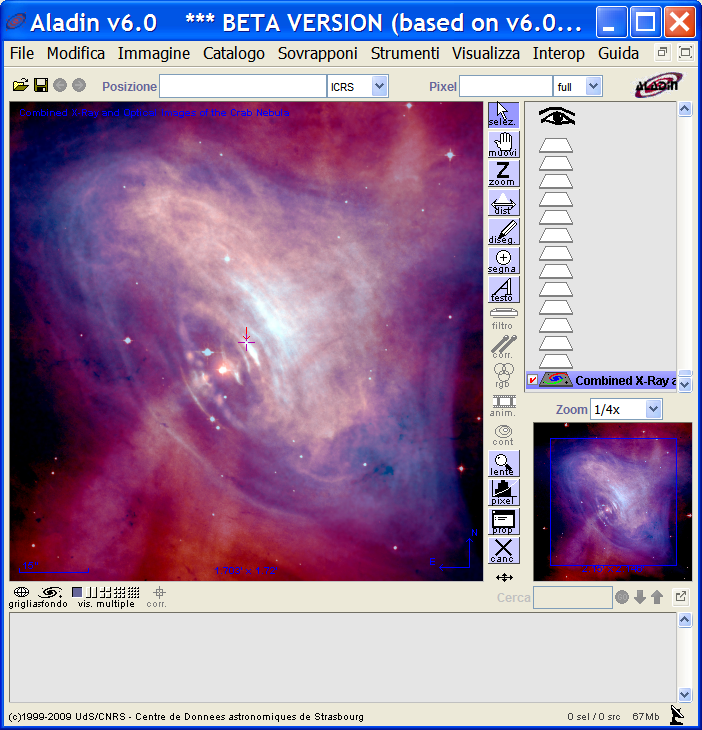 Aladin v6.0 *** BETA VERSION (based on v6.0...
File Modifica Immagine Catalogo Sovrapponi Strumenti Visualizza Interop Guida
Posizione ICRS Pixel full ALADIN
Combined X-Ray and Optical Images of the Crab Nebula
selez.
muovi
zoom
dist
diseg.
segna
testo
filtro
corr.
rgb
anim.
cont
lente
pixel
prop
canc
Combined X-Ray a
Zoom 1/4x
N
E
griglia sfondo vis. multiple corr.
Cerca
(c)1999-2009 UdS/CNRS - Centre de Donnees astronomiques de Strasbourg 0 sel / 0 src 67Mb